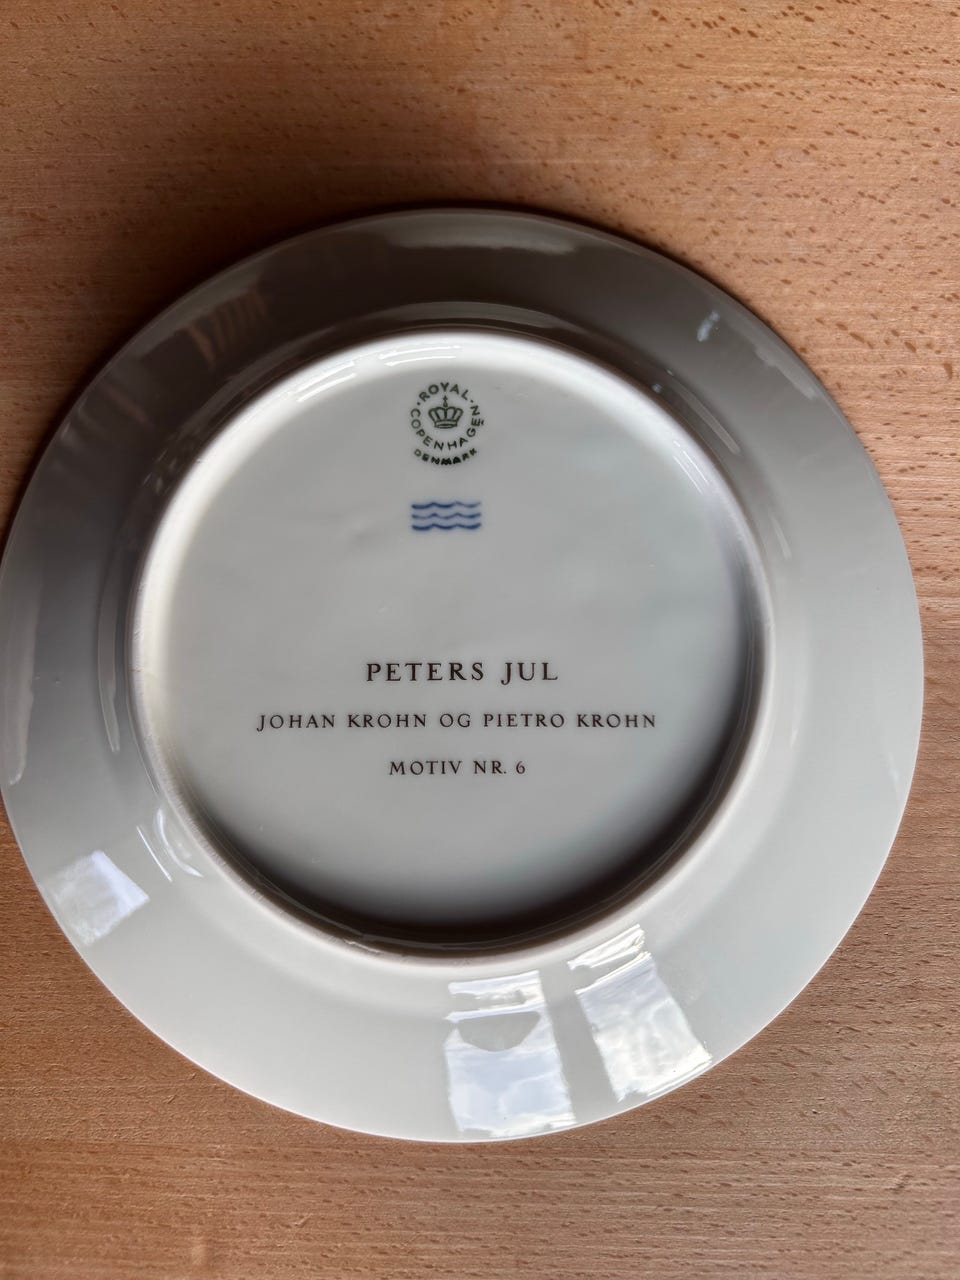 ROYAL
COPENHAGEN
DENMARK
PETERS JUL
JOHAN KROHN OG PIETRO KROHN
MOTIV NR. 6